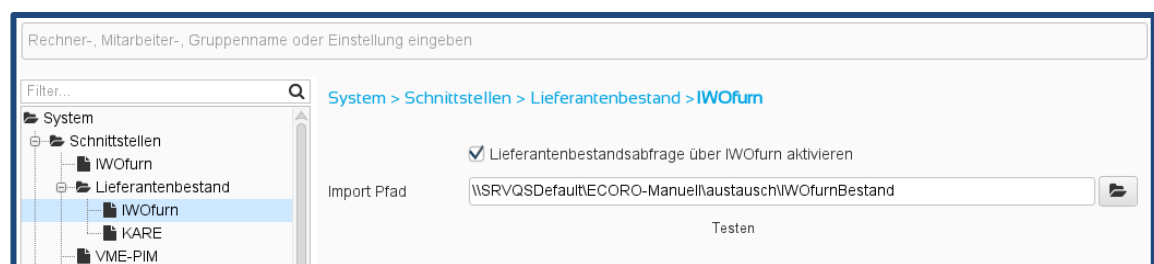 Rechner-, Mitarbeiter-, Gruppenname oder Einstellung eingeben
Filter...
System
Schnittstellen
IWOfurn
Lieferantenbestand
IWOfurn
KARE
VME-PIM
System > Schnittstellen > Lieferantenbestand >IWOfurn
Lieferantenbestandsabfrage über IWOfurn aktivieren
Import Pfad
\\SRVQSDefault\ECORO-Manuell\austausch\IWOfurnBestand
Testen